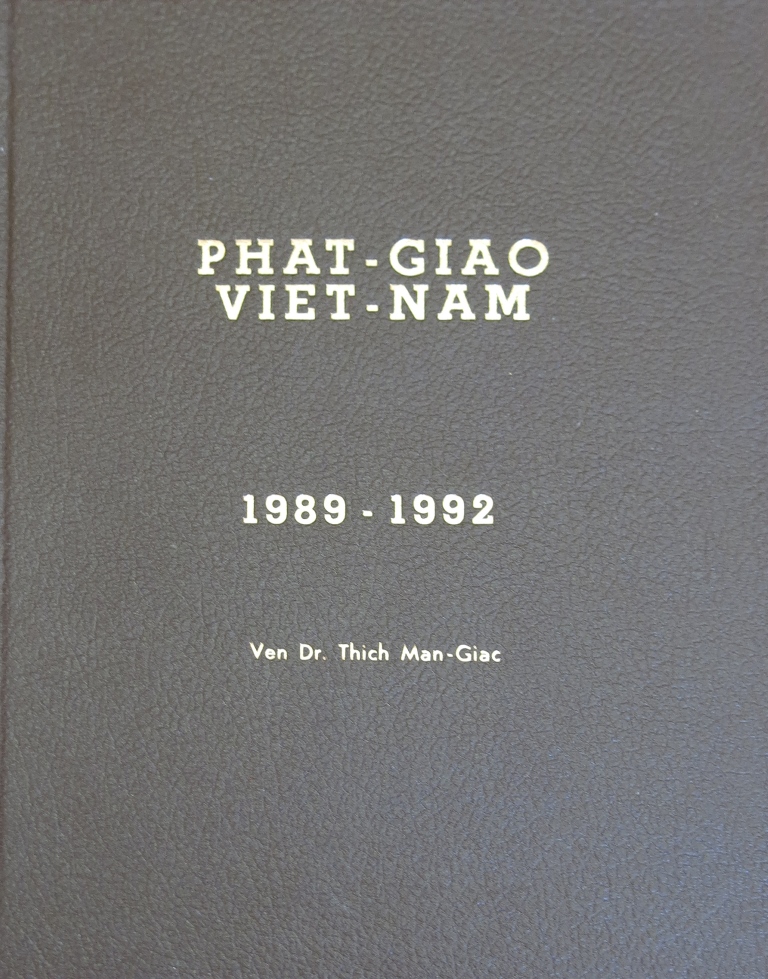 PHAT-GIAO
VIET-NAM
1989 - 1992
Ven Dr. Thich Man-Giac